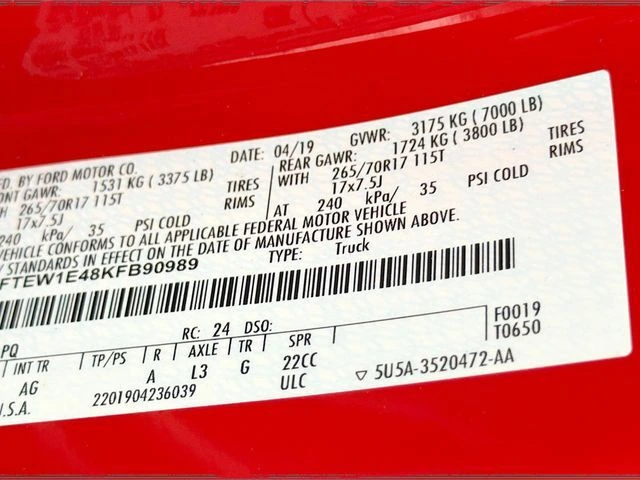 FD. BY FORD MOTOR CO. DATE: 04/19 GVWR: 3175 KG ( 7000 LB)
ONT GAWR: 1531 KG ( 3375 LB) REAR GAWR: 1724 KG ( 3800 LB)
H 265/70R17 115T TIRES WITH 265/70R17 115T TIRES
17x7.5J RIMS 17x7.5J RIMS
240 kPa/ 35 PSI COLD AT 240 kPa/ 35 PSI COLD
VEHICLE CONFORMS TO ALL APPLICABLE FEDERAL MOTOR VEHICLE
Y STANDARDS IN EFFECT ON THE DATE OF MANUFACTURE SHOWN ABOVE.
FTEW1E48KFB90989 TYPE: Truck
F0019
RC: 24 DSO: T0650
PQ
INT TR TP/PS R AXLE TR SPR
AG A L3 G 22CC
U.S.A. 2201904236039 ULC ▽ 5U5A-3520472-AA